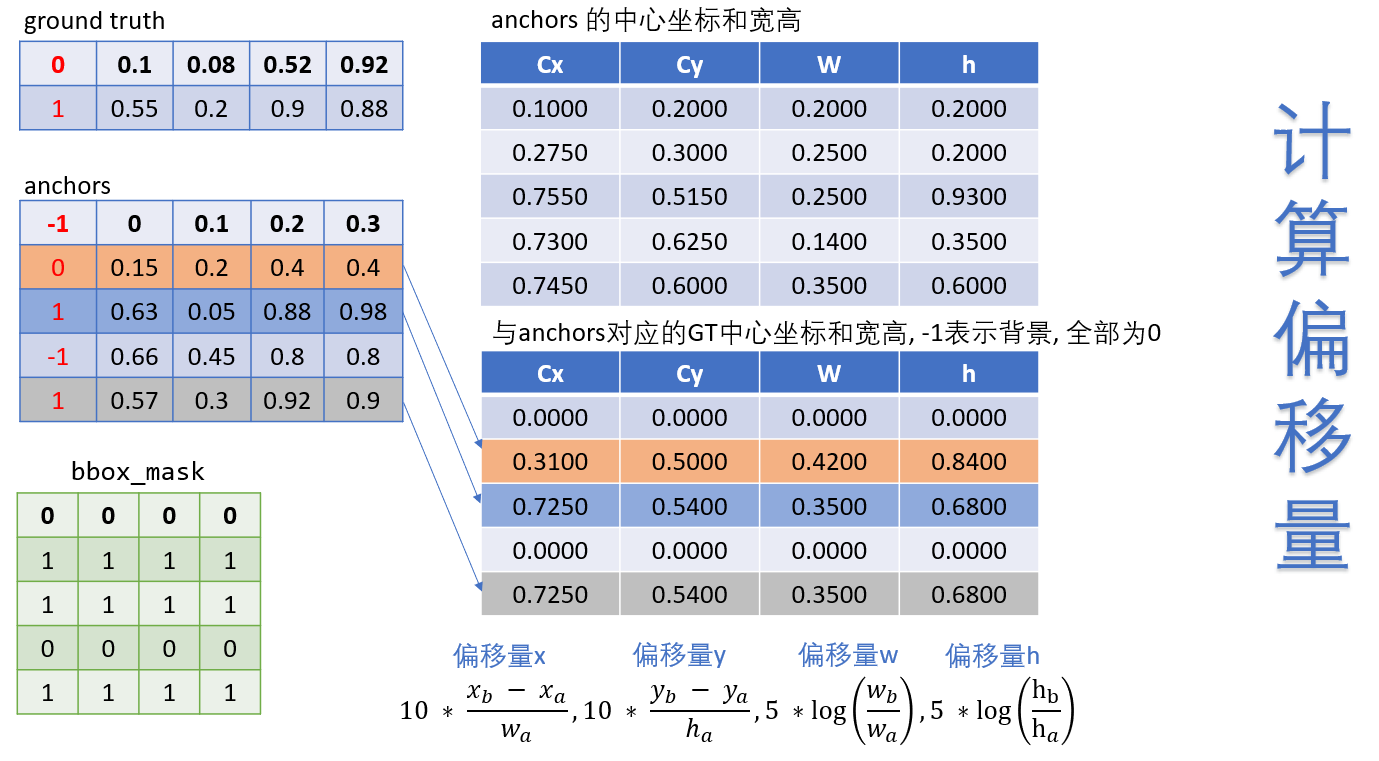 ground truth
0 0.1 0.08 0.52 0.92
1 0.55 0.2 0.9 0.88
anchors
-1 0 0.1 0.2 0.3
0 0.15 0.2 0.4 0.4
1 0.63 0.05 0.88 0.98
-1 0.66 0.45 0.8 0.8
1 0.57 0.3 0.92 0.9
bbox_mask
0 0 0 0
1 1 1 1
1 1 1 1
0 0 0 0
1 1 1 1
anchors 的中心坐标和宽高
Cx Cy W h
0.1000 0.2000 0.2000 0.2000
0.2750 0.3000 0.2500 0.2000
0.7550 0.5150 0.2500 0.9300
0.7300 0.6250 0.1400 0.3500
0.7450 0.6000 0.3500 0.6000
与anchors对应的GT中心坐标和宽高, -1表示背景, 全部为0
Cx Cy W h
0.0000 0.0000 0.0000 0.0000
0.3100 0.5000 0.4200 0.8400
0.7250 0.5400 0.3500 0.6800
0.0000 0.0000 0.0000 0.0000
0.7250 0.5400 0.3500 0.6800
偏移量x 偏移量y 偏移量w 偏移量h
10 * \frac{x_b - x_a}{w_a}, 10 * \frac{y_b - y_a}{h_a}, 5 * log(\frac{w_b}{w_a}), 5 * log(\frac{h_b}{h_a})
计算偏移量